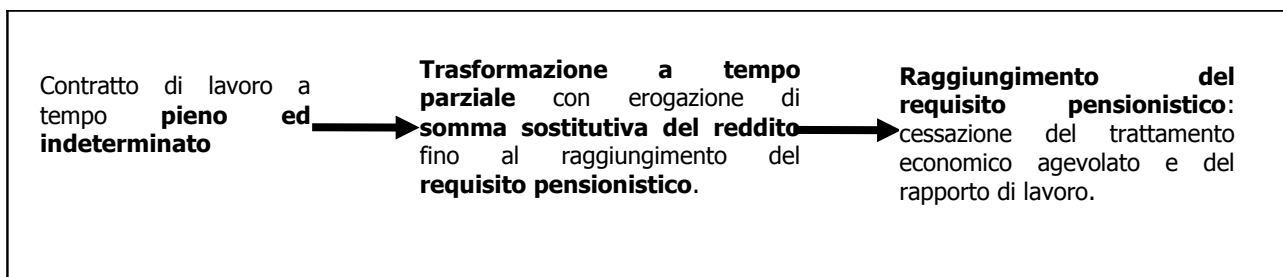 Contratto di lavoro a
tempo pieno ed
indeterminato
Trasformazione a tempo
parziale con erogazione di
somma sostitutiva del reddito
fino al raggiungimento del
requisito pensionistico.
Raggiungimento del
requisito pensionistico:
cessazione del trattamento
economico agevolato e del
rapporto di lavoro.